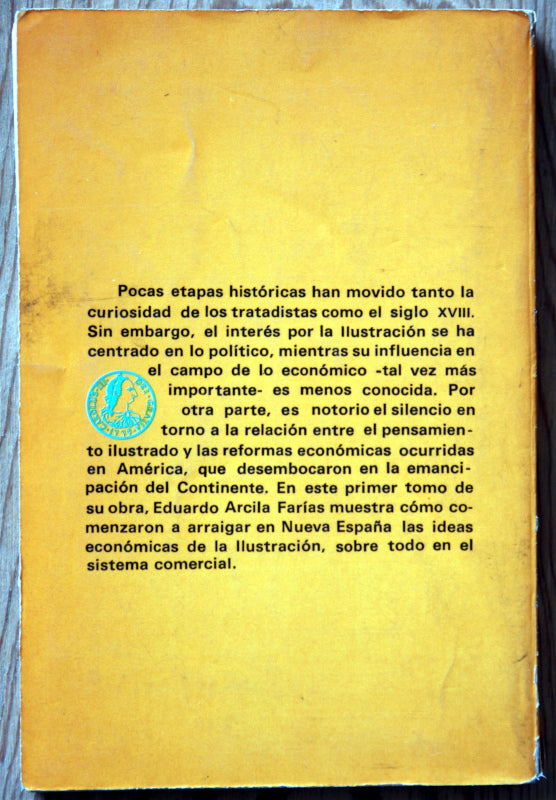 Pocas etapas históricas han movido tanto la
curiosidad de los tratadistas como el siglo XVIII.
Sin embargo, el interés por la Ilustración se ha
centrado en lo político, mientras su influencia en
el campo de lo económico -tal vez más
importante- es menos conocida. Por
otra parte, es notorio el silencio en
torno a la relación entre el pensamien-
to ilustrado y las reformas económicas ocurridas
en América, que desembocaron en la emanci-
pación del Continente. En este primer tomo de
su obra, Eduardo Arcila Farías muestra cómo co-
menzaron a arraigar en Nueva España las ideas
económicas de la Ilustración, sobre todo en el
sistema comercial.